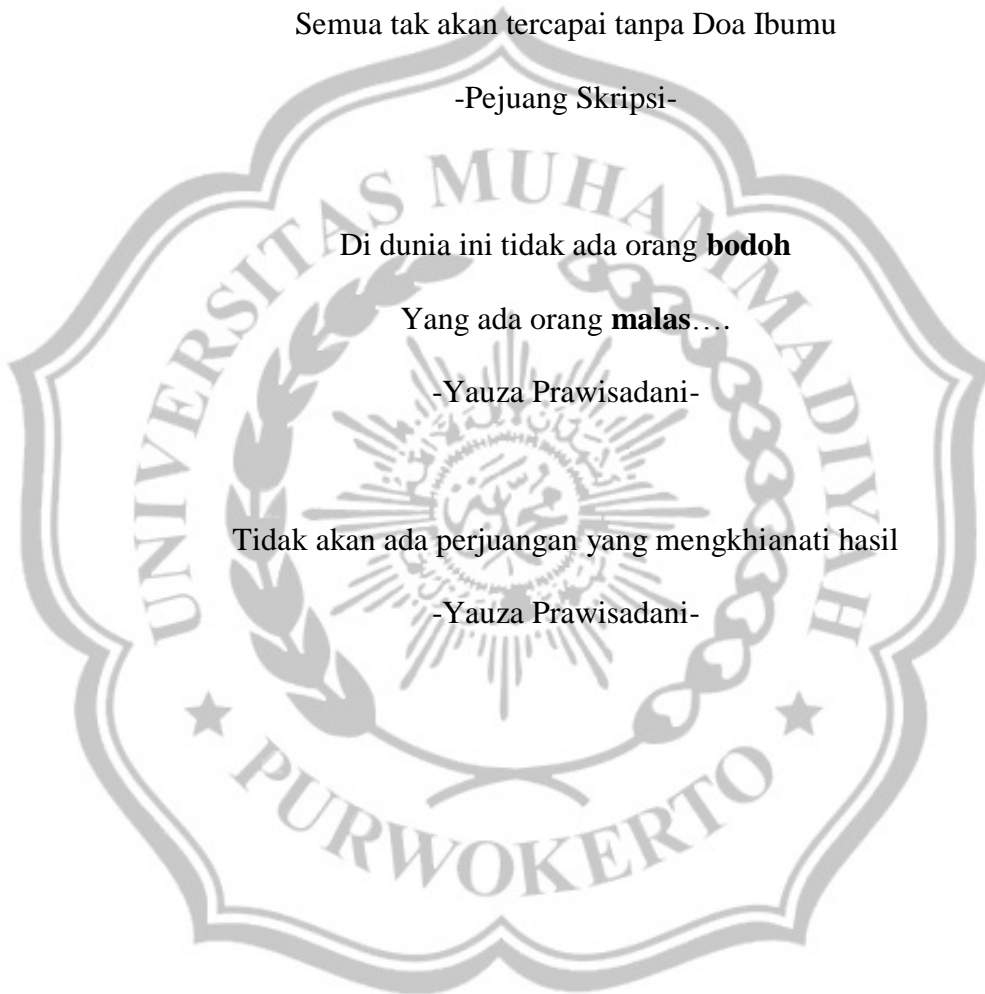 Semua tak akan tercapai tanpa Doa Ibumu
-Pejuang Skripsi-
Di dunia ini tidak ada orang bodoh
Yang ada orang malas….
-Yauza Prawisadani-
Tidak akan ada perjuangan yang mengkhianati hasil
-Yauza Prawisadani-
UNIVERSITAS MUHAMMADIYAH
PURWOKERTO